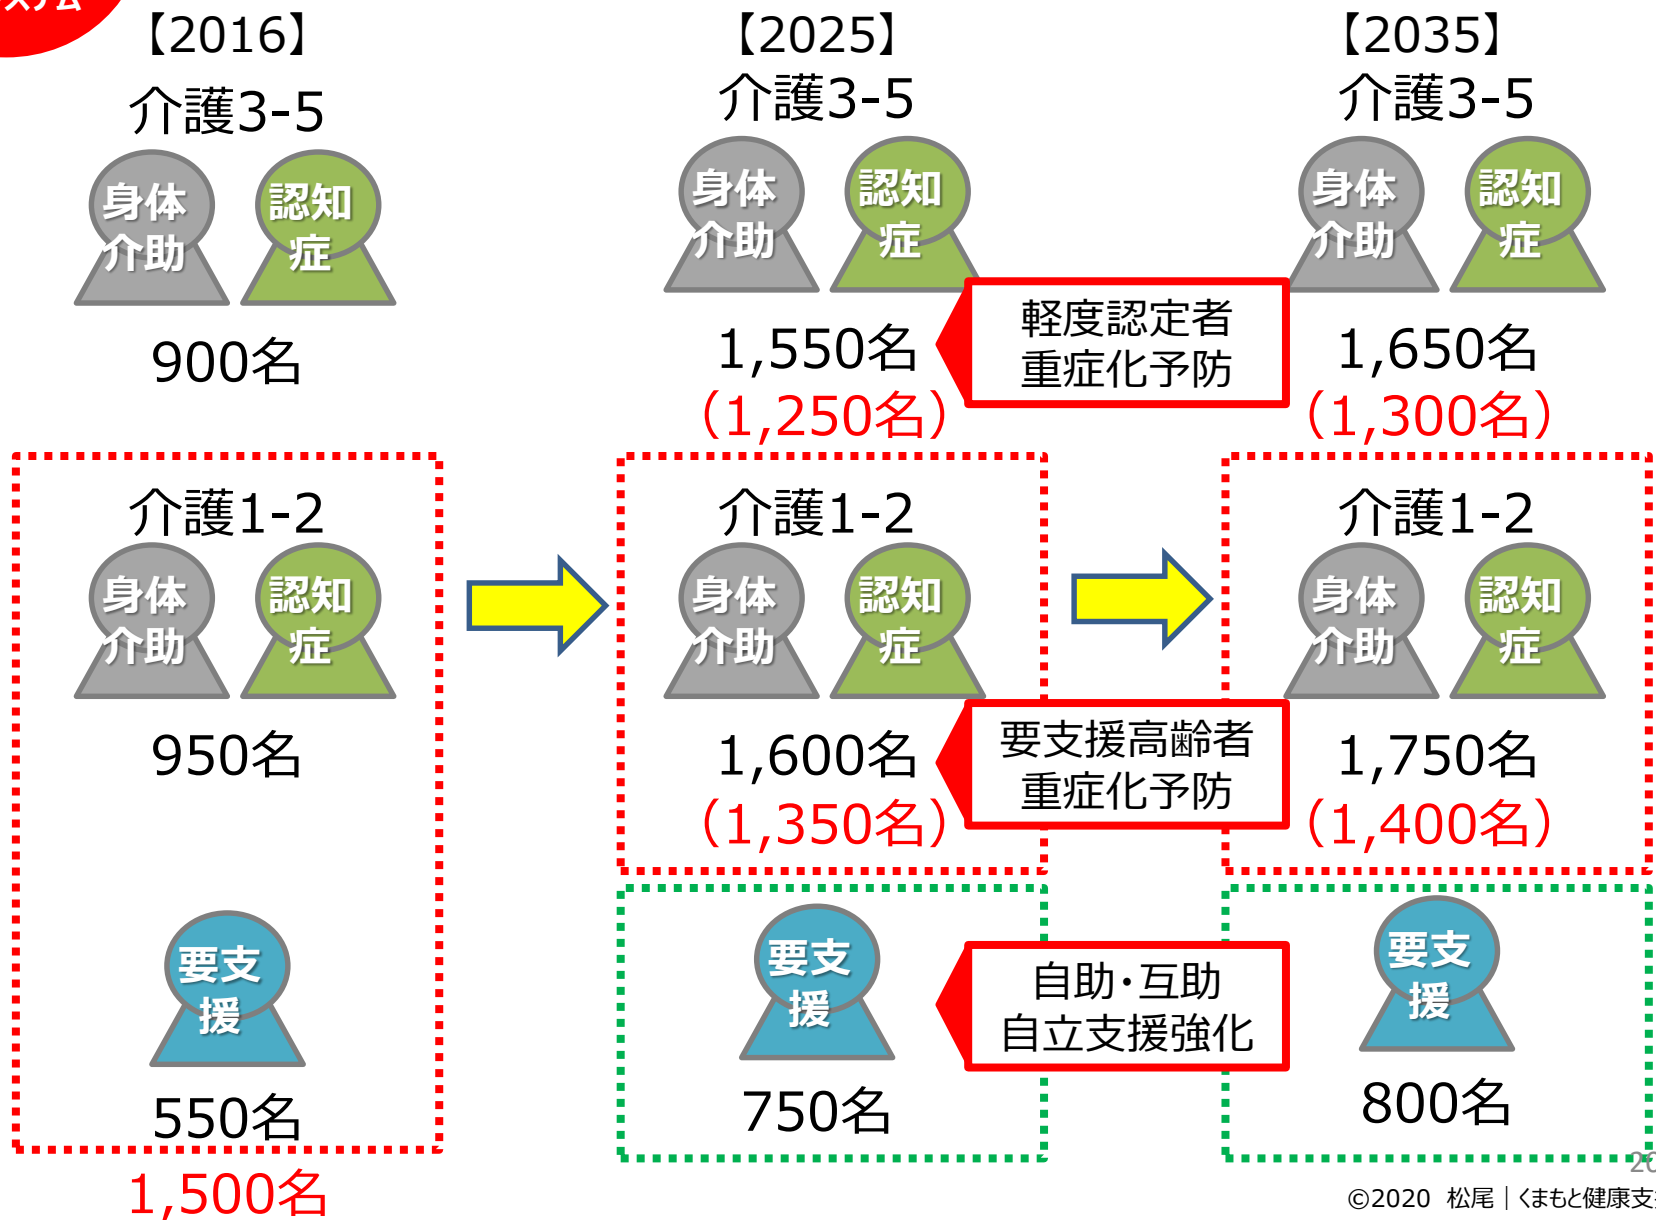 ステム
【2016】
介護3-5
身体
介助
認知
症
900名
介護1-2
身体
介助
認知
症
950名
要支
援
550名
1,500名
【2025】
介護3-5
身体
介助
認知
症
1,550名
（1,250名）
軽度認定者
重症化予防
介護1-2
身体
介助
認知
症
1,600名
（1,350名）
要支援高齢者
重症化予防
要支
援
750名
自助・互助
自立支援強化
【2035】
介護3-5
身体
介助
認知
症
1,650名
（1,300名）
介護1-2
身体
介助
認知
症
1,750名
（1,400名）
要支
援
800名
20
©2020 松尾｜くまもと健康支